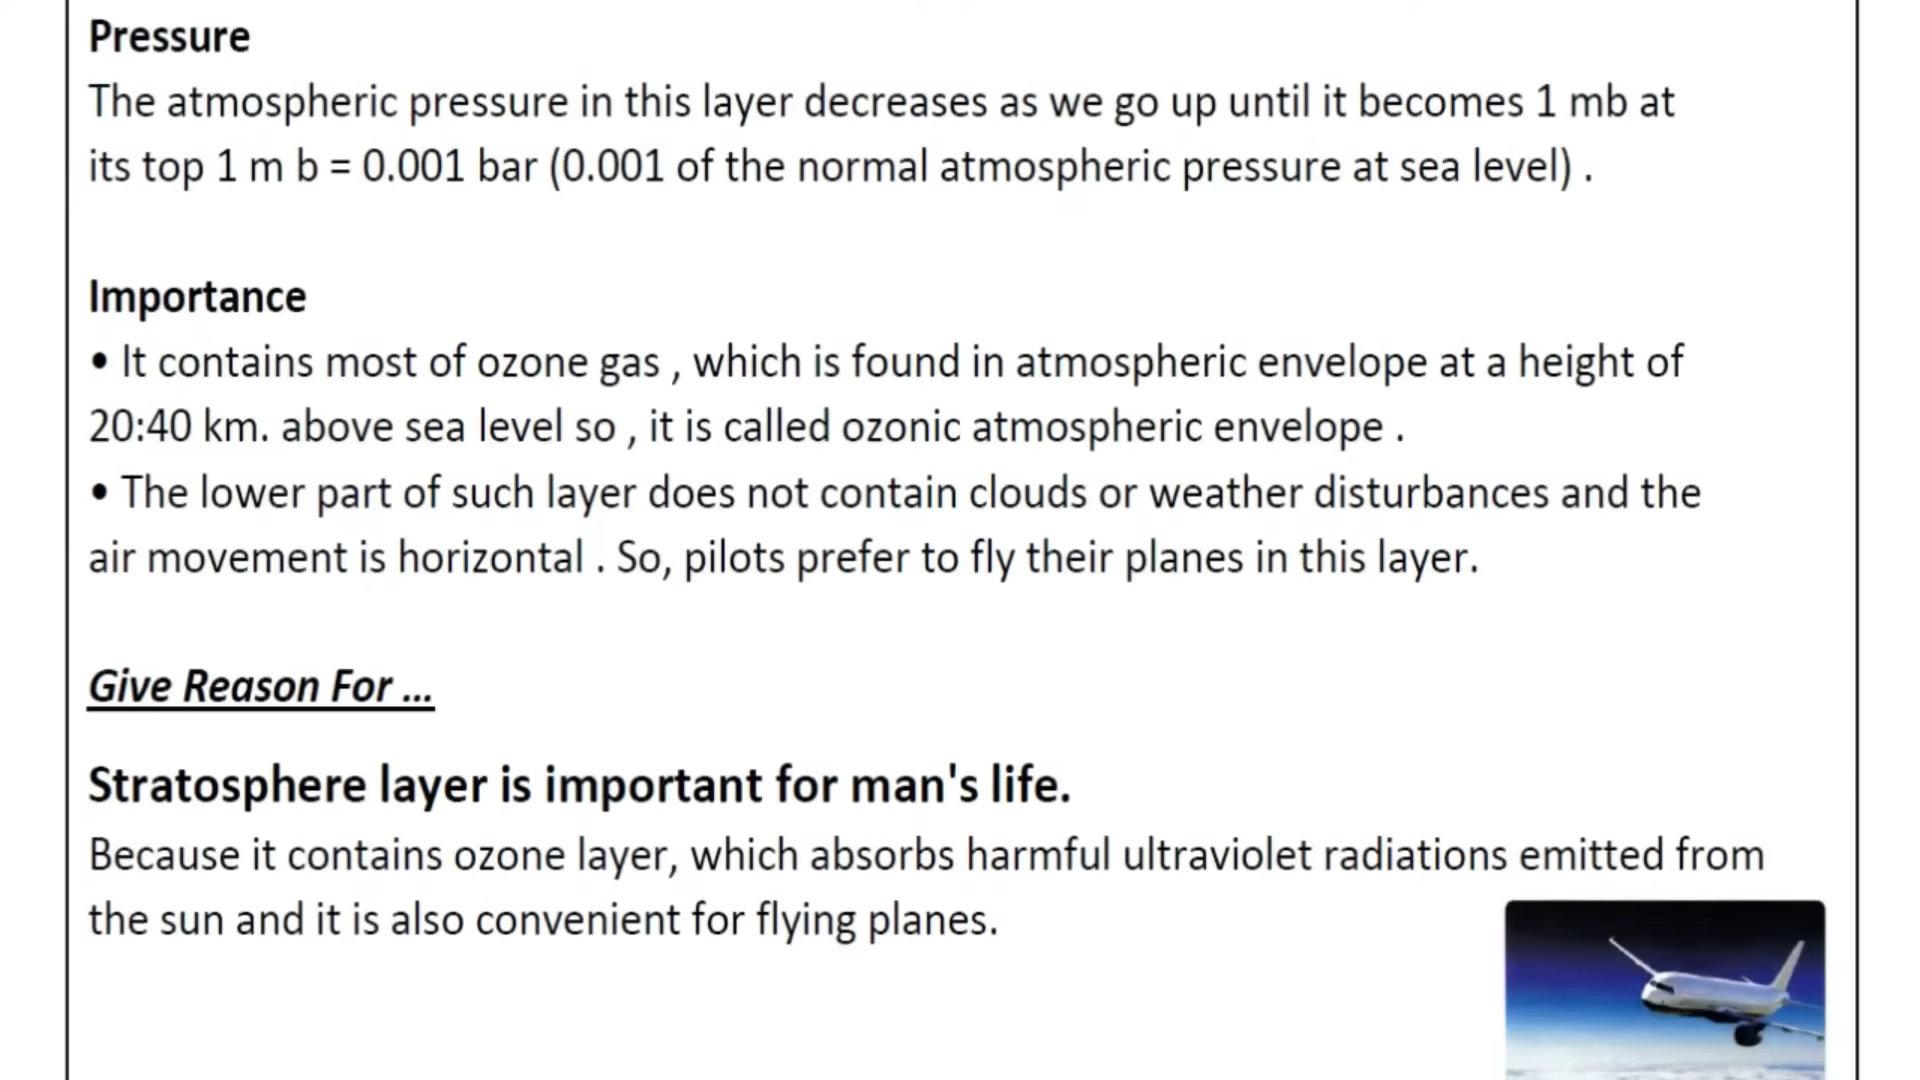 Pressure
The atmospheric pressure in this layer decreases as we go up until it becomes 1 mb at
its top 1 m b = 0.001 bar (0.001 of the normal atmospheric pressure at sea level) .
Importance
• It contains most of ozone gas , which is found in atmospheric envelope at a height of
20:40 km. above sea level so , it is called ozonic atmospheric envelope .
• The lower part of such layer does not contain clouds or weather disturbances and the
air movement is horizontal . So, pilots prefer to fly their planes in this layer.
Give Reason For ...
Stratosphere layer is important for man's life.
Because it contains ozone layer, which absorbs harmful ultraviolet radiations emitted from
the sun and it is also convenient for flying planes.